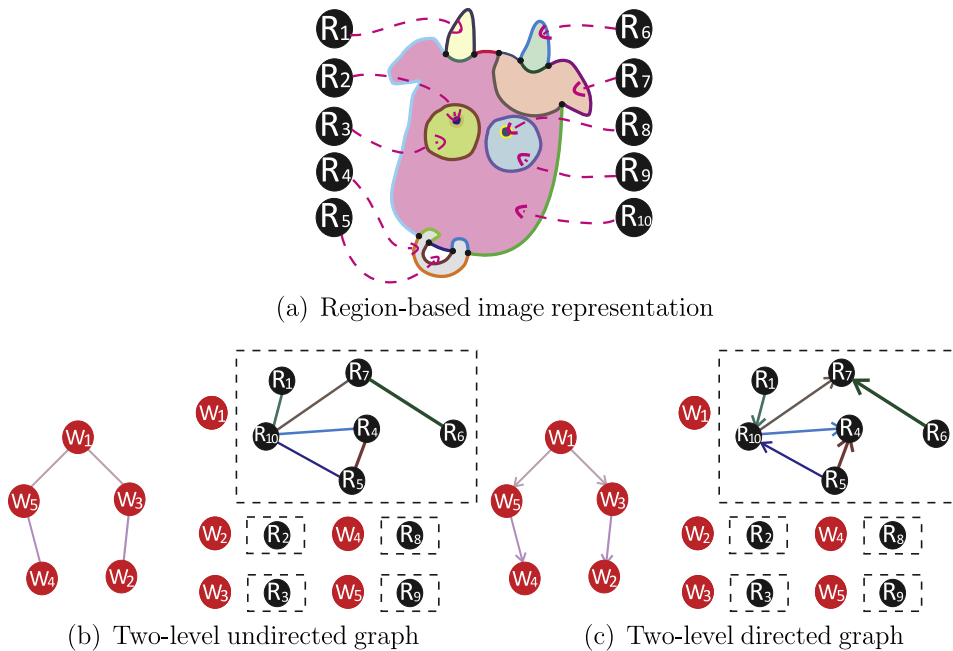 R1
R2
R3
R4
R5
R6
R7
R8
R9
R10
(a) Region-based image representation
W1
W5
W3
W4
W2
W1
R1
R7
R10
R4
R6
R5
W2
R2
W4
R8
W3
R3
W5
R9
(b) Two-level undirected graph
W1
W5
W3
W4
W2
W1
R1
R7
R10
R4
R6
R5
W2
R2
W4
R8
W3
R3
W5
R9
(c) Two-level directed graph